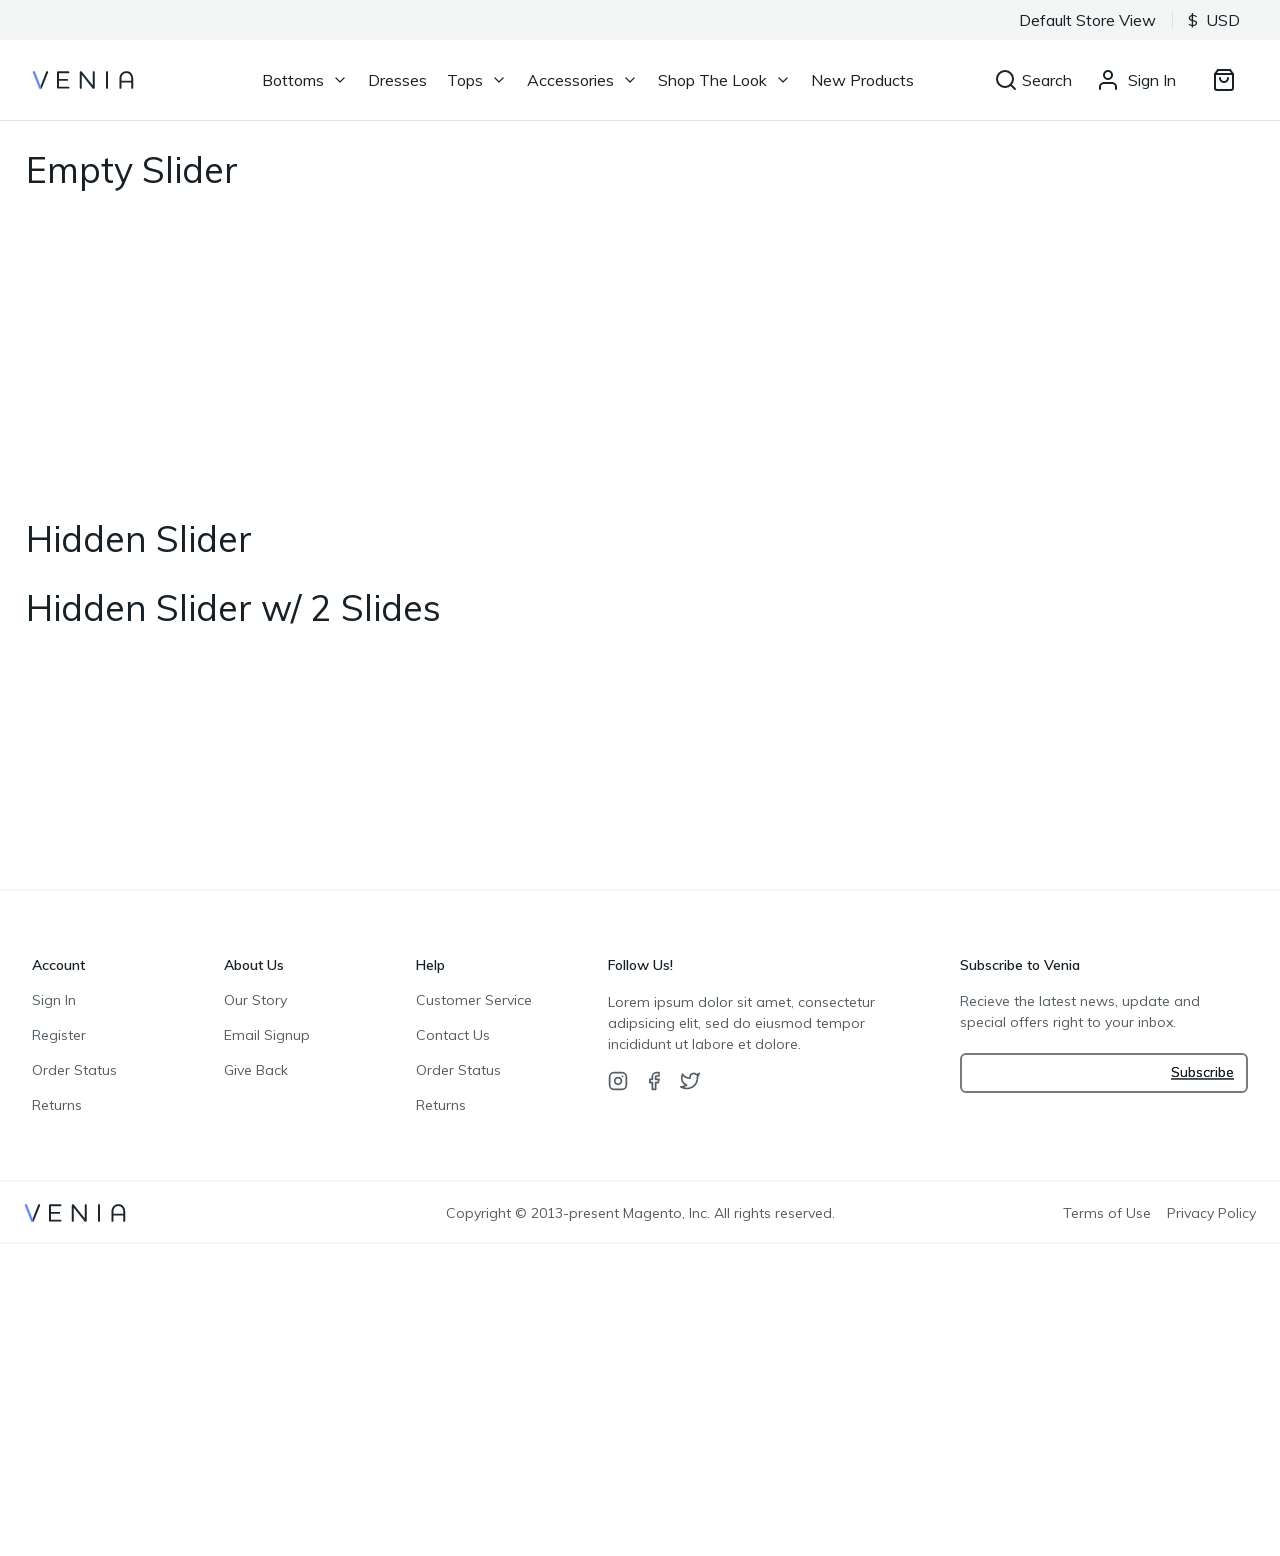 Default Store View
$ USD
VENIA
Bottoms
Dresses
Tops
Accessories
Shop The Look
New Products
Search
Sign In
Empty Slider
Hidden Slider
Hidden Slider w/ 2 Slides
Account
Sign In
Register
Order Status
Returns
About Us
Our Story
Email Signup
Give Back
Help
Customer Service
Contact Us
Order Status
Returns
Follow Us!
Lorem ipsum dolor sit amet, consectetur
adipsicing elit, sed do eiusmod tempor
incididunt ut labore et dolore.
Subscribe to Venia
Recieve the latest news, update and
special offers right to your inbox.
Subscribe
VENIA
Copyright © 2013-present Magento, Inc. All rights reserved.
Terms of Use
Privacy Policy